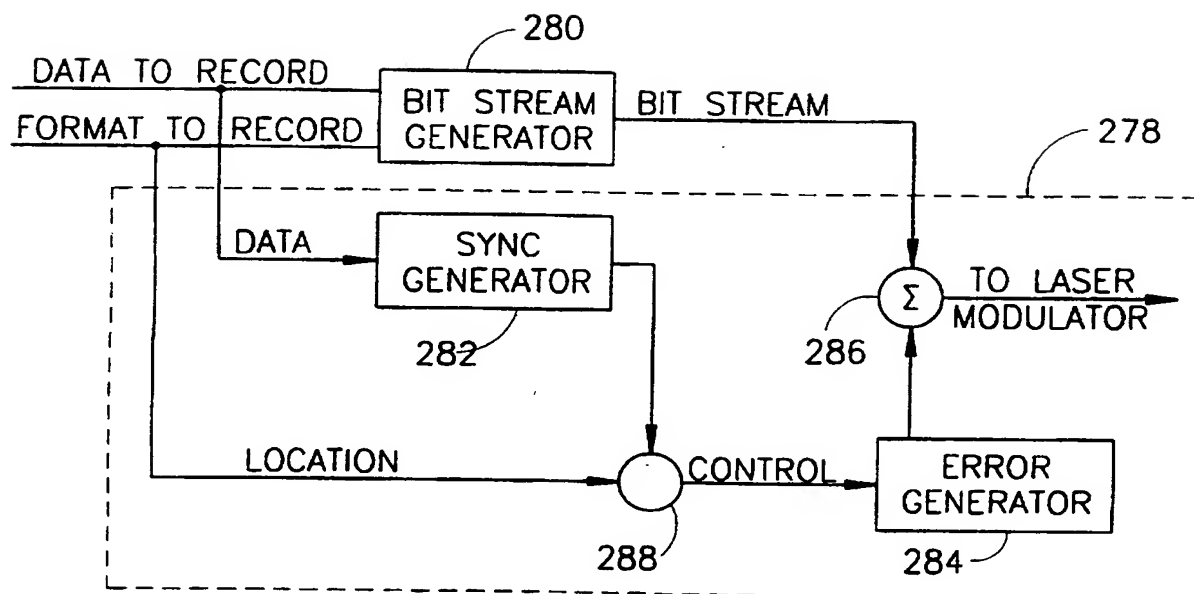 280
DATA TO RECORD
BIT STREAM
GENERATOR
BIT STREAM
FORMAT TO RECORD
278
DATA
SYNC
GENERATOR
282
Σ
TO LASER
MODULATOR
286
LOCATION
CONTROL
ERROR
GENERATOR
288
284